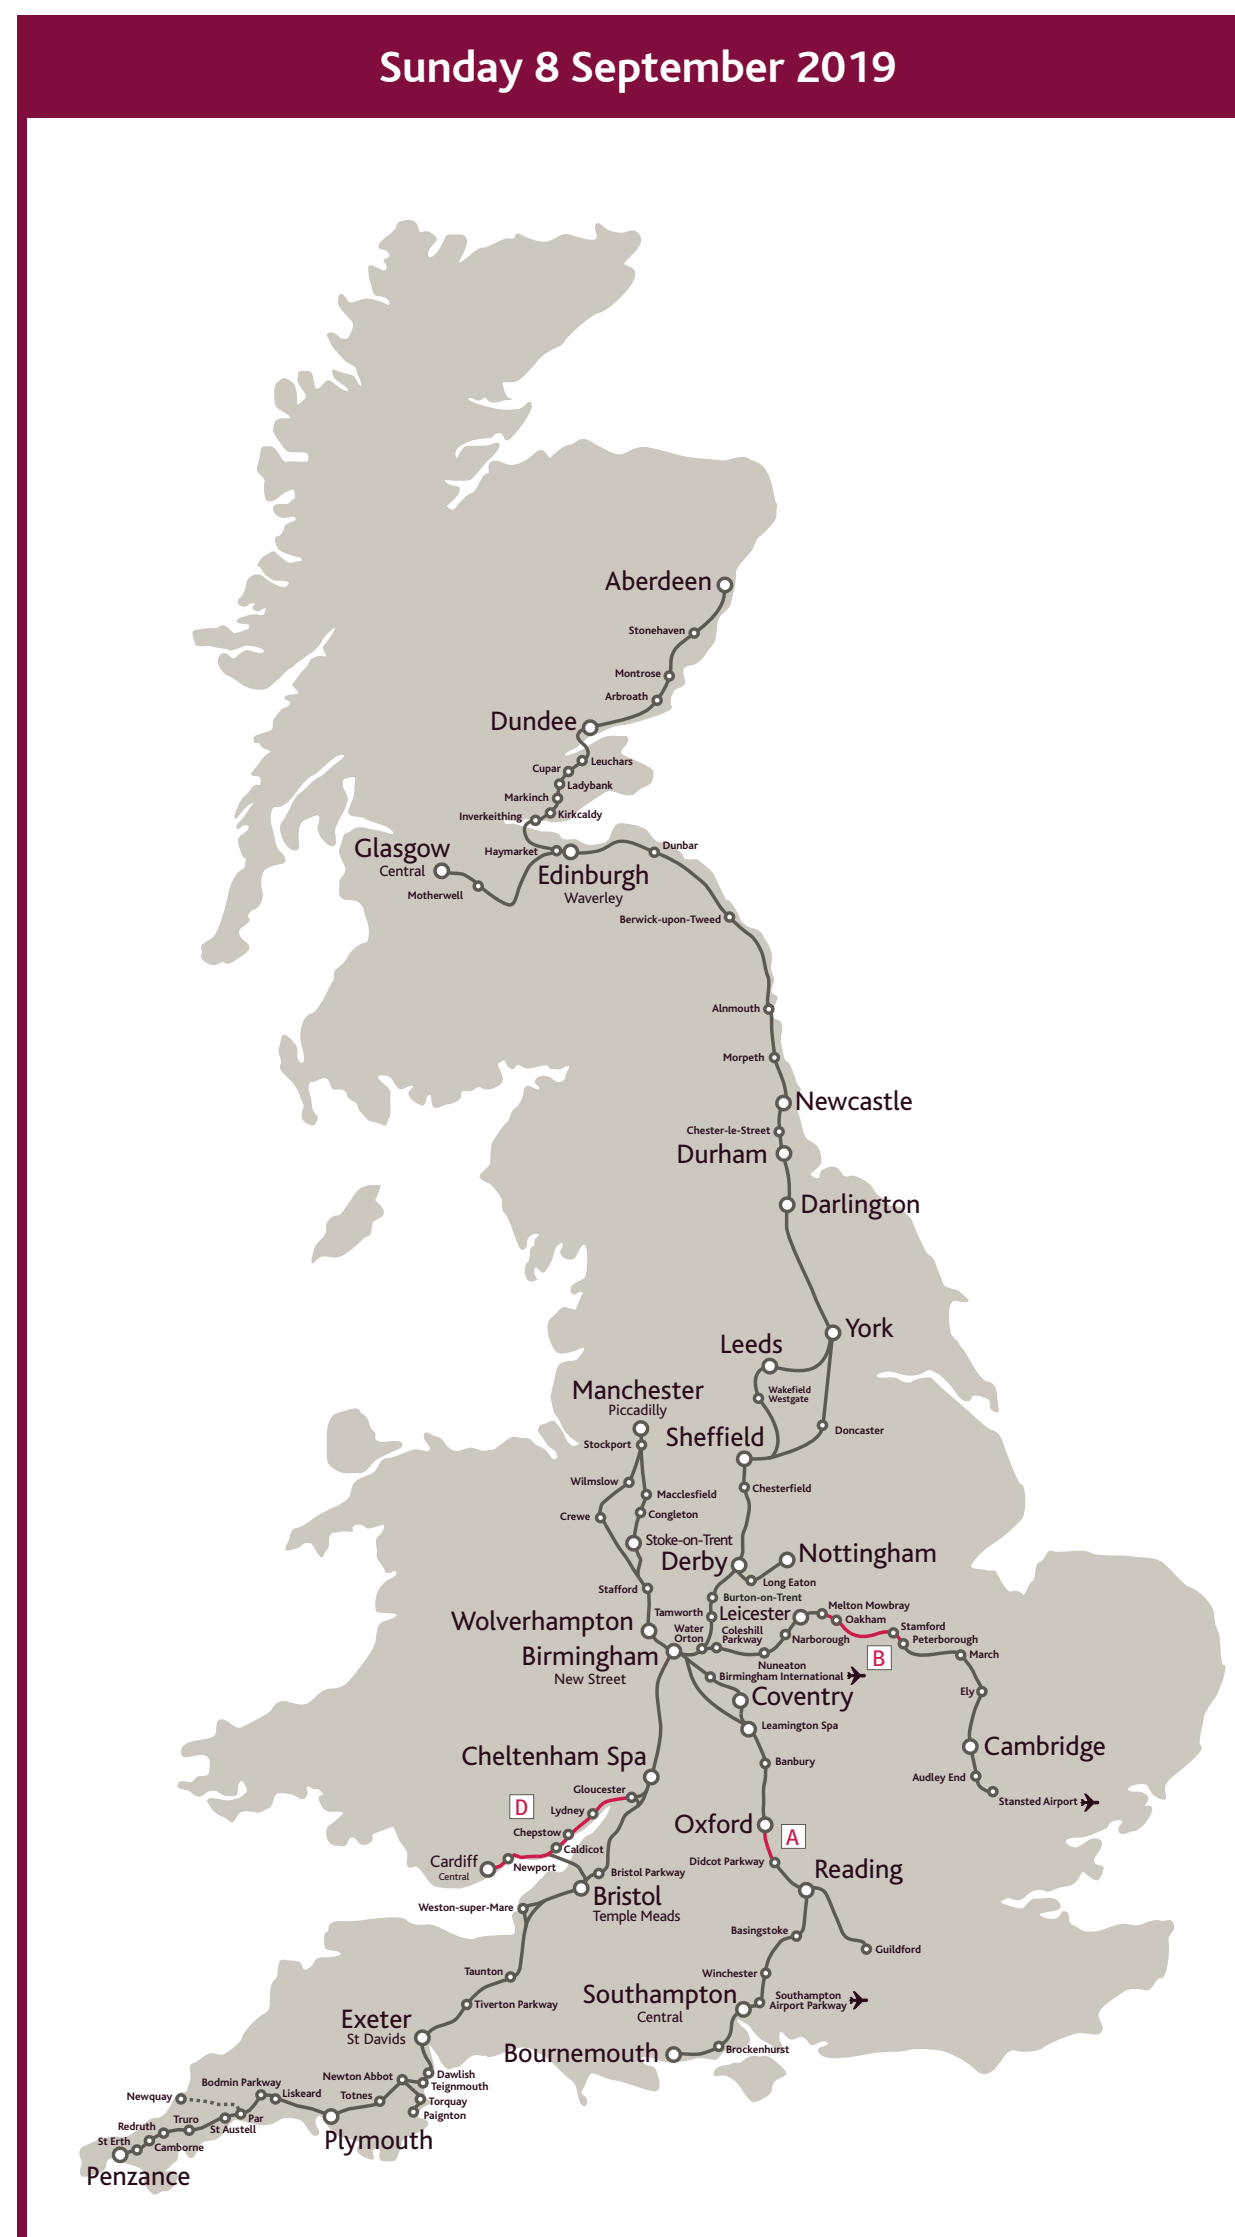 Sunday 8 September 2019
Aberdeen
Stonehaven
Montrose
Arbroath
Dundee
Leuchars
Cupar
Ladybank
Markinch
Kirkcaldy
Inverkeithing
Glasgow
Central
Motherwell
Haymarket
Edinburgh
Waverley
Dunbar
Berwick-upon-Tweed
Alnmouth
Morpeth
Newcastle
Chester-le-Street
Durham
Darlington
York
Leeds
Wakefield
Westgate
Manchester
Piccadilly
Stockport
Sheffield
Doncaster
Wilmslow
Macclesfield
Chesterfield
Crewe
Congleton
Stoke-on-Trent
Derby
Nottingham
Long Eaton
Stafford
Burton-on-Trent
Tamworth
Leicester
Melton Mowbray
Oakham
Stamford
Peterborough
B
March
Wolverhampton
Water
Orton
Coleshill
Parkway
Narborough
Birmingham
New Street
Nuneaton
Birmingham International
Ely
Coventry
Leamington Spa
Cambridge
Cheltenham Spa
Banbury
Audley End
Stansted Airport
Gloucester
D
Lydney
Chepstow
Caldicot
Oxford
A
Cardiff
Central
Newport
Bristol Parkway
Didcot Parkway
Reading
Bristol
Temple Meads
Weston-super-Mare
Basingstoke
Guildford
Taunton
Winchester
Tiverton Parkway
Southampton
Central
Southampton
Airport Parkway
Exeter
St Davids
Bournemouth
Brockenhurst
Dawlish
Teignmouth
Newton Abbot
Torquay
Paignton
Totnes
Bodmin Parkway
Liskeard
Newquay
Plymouth
Par
St Austell
Truro
Redruth
Camborne
St Erth
Penzance